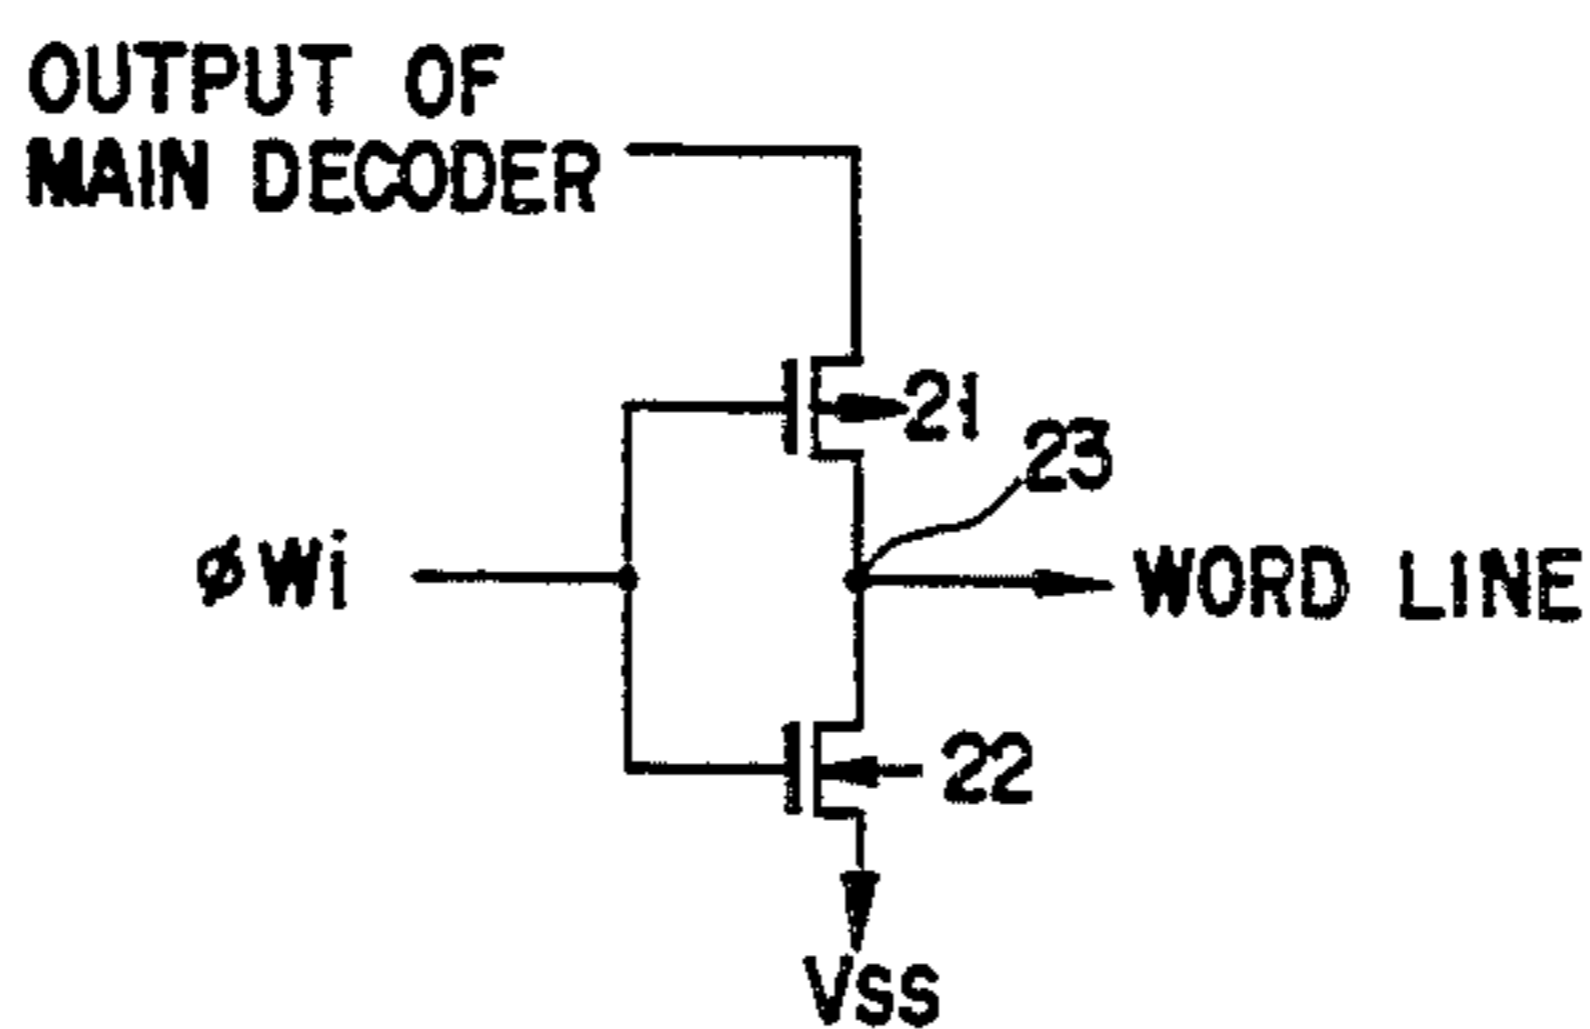 OUTPUT OF
MAIN DECODER
21
23
øWi
WORD LINE
22
VSS